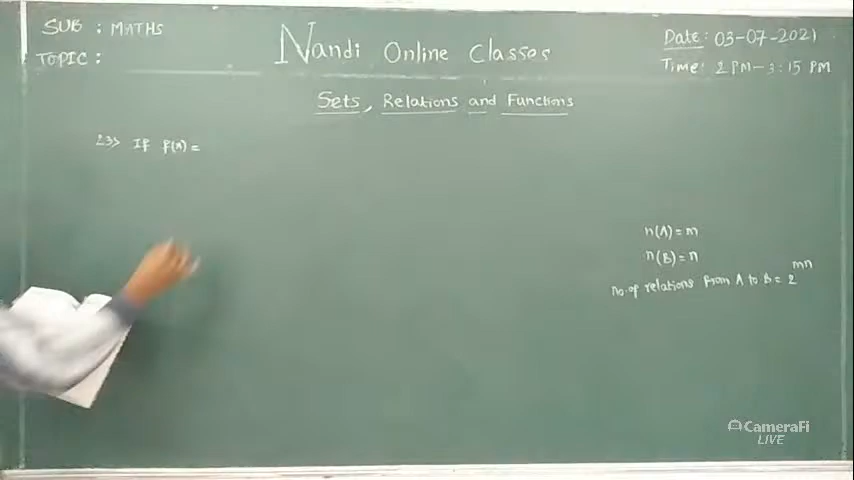 SUB : MATHS
TOPIC :
Nandi Online Classes
Date: 03-07-2021
Time: 2 PM-3:15 PM
Sets, Relations and Functions
23> If f(x) =
n(A) = m
n(B) = n
no.of relations from A to B = 2^mn
CameraFi
LIVE